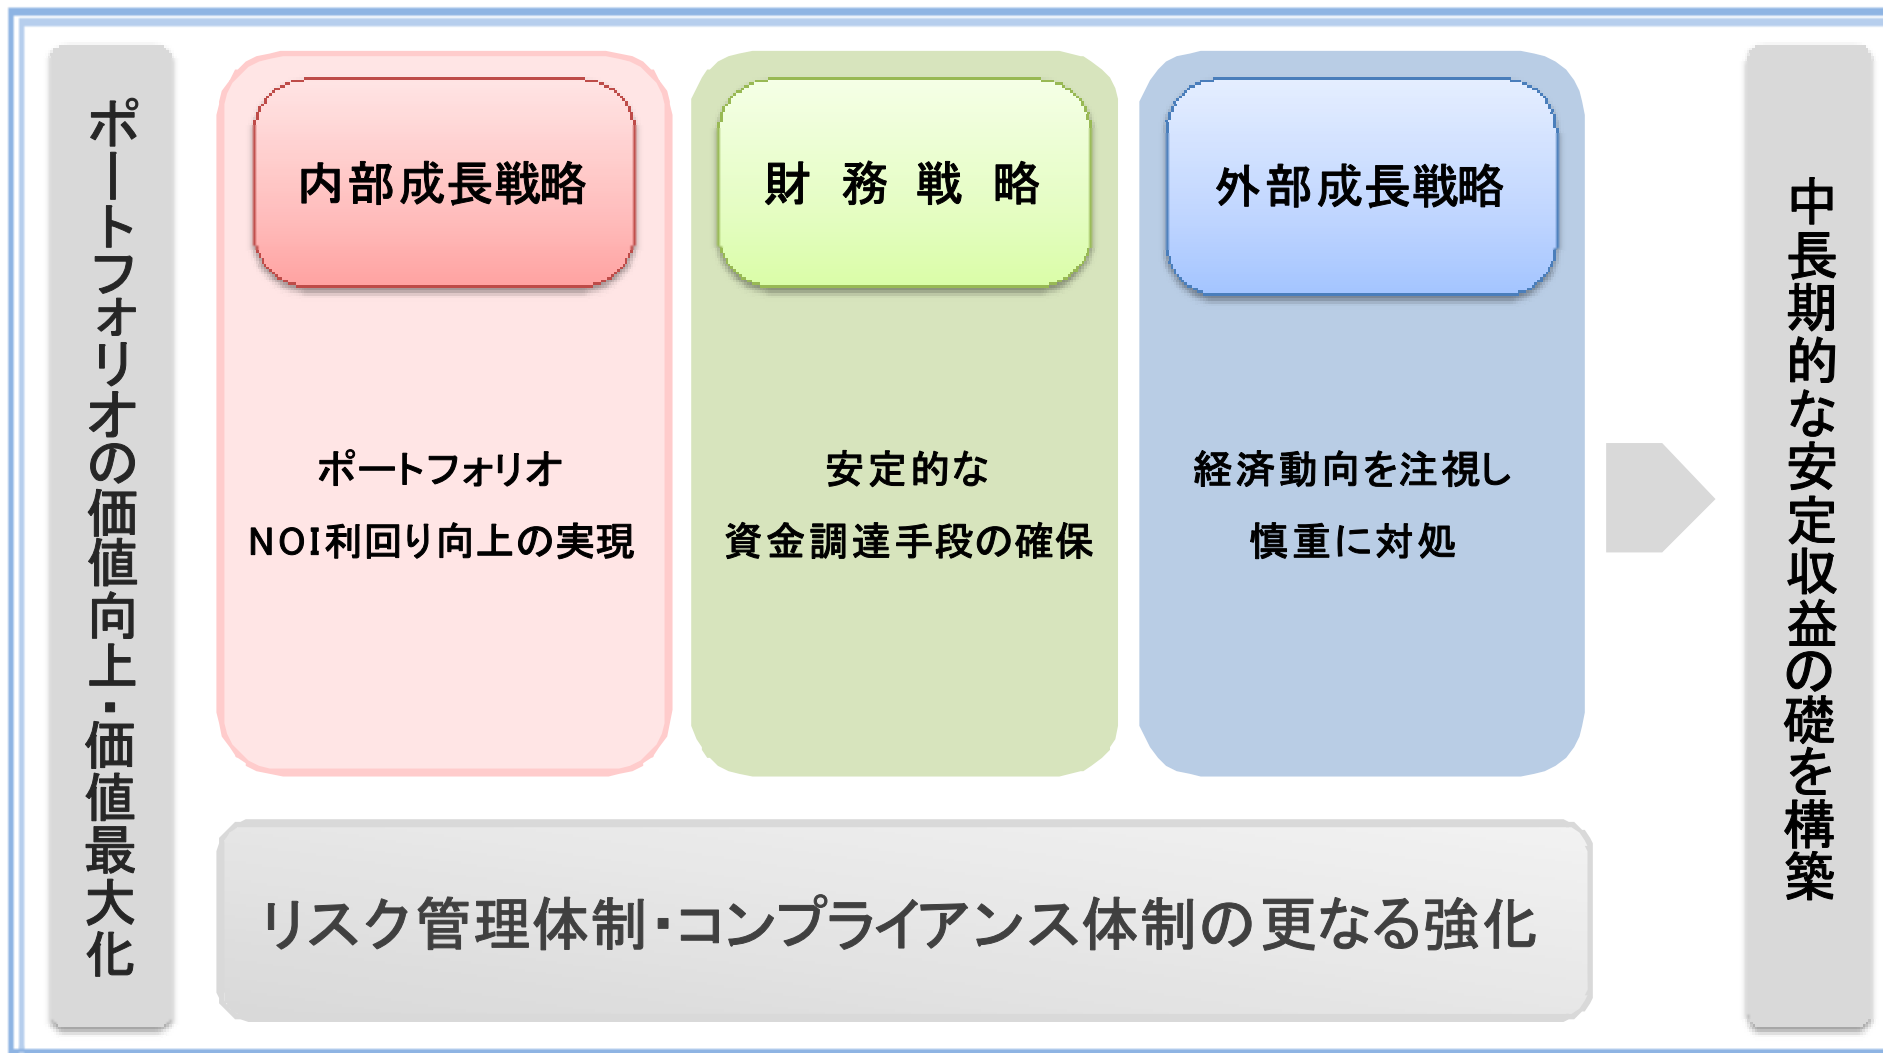 ポートフォリオの価値向上・価値最大化
内部成長戦略
ポートフォリオ
NOI利回り向上の実現
財務戦略
安定的な
資金調達手段の確保
外部成長戦略
経済動向を注視し
慎重に対処
リスク管理体制・コンプライアンス体制の更なる強化
中長期的な安定収益の礎を構築